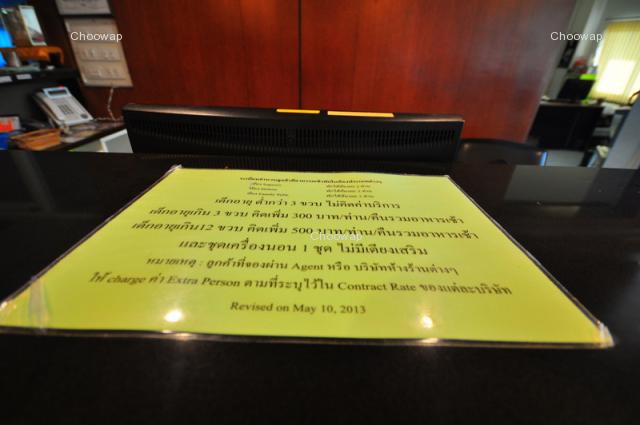 Choowap
Choowap
เด็กอายุ ต่ำกว่า 3 ขวบ ไม่คิดค่าบริการ
เด็กอายุเกิน 3 ขวบ คิดเพิ่ม 300 บาท/ท่าน/คืนรวมอาหารเช้า
เด็กอายุเกิน12 ขวบ คิดเพิ่ม 500 บาท/ท่าน/คืนรวมอาหารเช้า
Choowap
และชุดเครื่องนอน 1 ชุด ไม่มีเตียงเสริม
หมายเหตุ : ลูกค้าที่จองผ่าน Agent หรือ บริษัทห้างร้านต่างๆ
ให้ charge ค่า Extra Person ตามที่ระบุไว้ใน Contract Rate ของแต่ละบริษัท
Revised on May 10, 2013
Choowap
Choowap